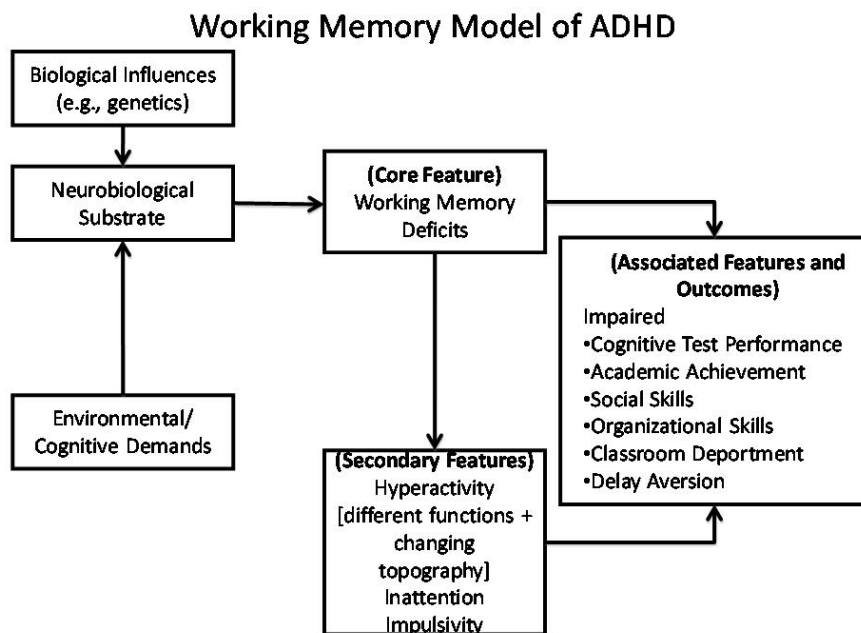 Working Memory Model of ADHD
Biological Influences
(e.g., genetics)
Neurobiological
Substrate
Environmental/
Cognitive Demands
(Core Feature)
Working Memory
Deficits
(Secondary Features)
Hyperactivity
[different functions +
changing
topography]
Inattention
Impulsivity
(Associated Features and
Outcomes)
Impaired
•Cognitive Test Performance
•Academic Achievement
•Social Skills
•Organizational Skills
•Classroom Deportment
•Delay Aversion